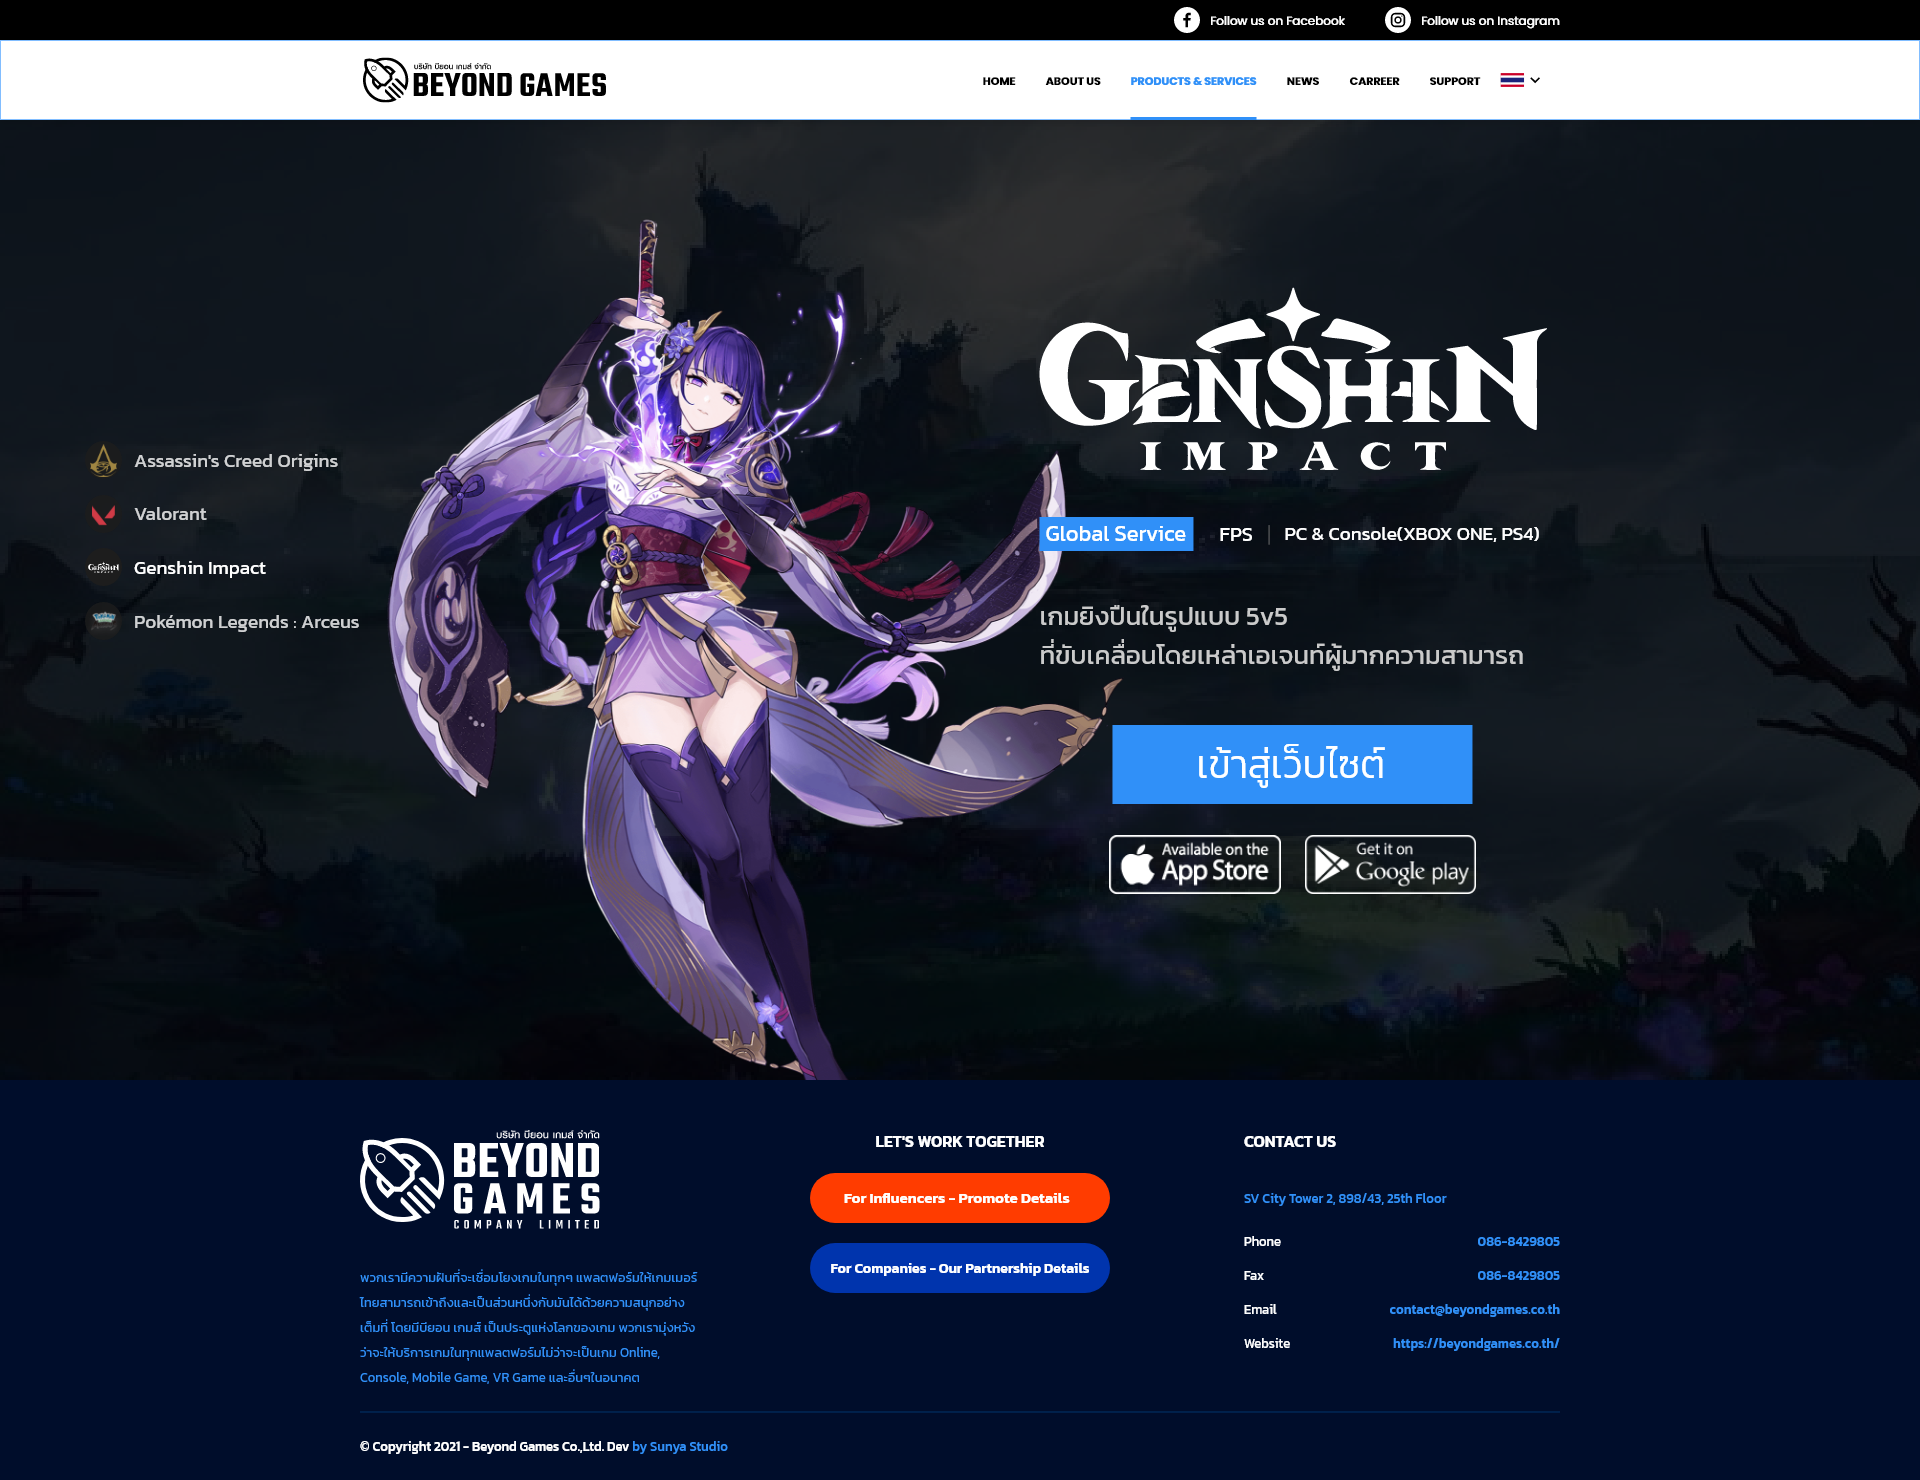 Follow us on Facebook
Follow us on Instagram
บริษัท บียอน เกมส์ จำกัด
BEYOND GAMES
HOME
ABOUT US
PRODUCTS & SERVICES
NEWS
CARREER
SUPPORT
Assassin's Creed Origins
Valorant
GENSHIN
Genshin Impact
Pokémon Legends : Arceus
GENSHIN
IMPACT
Global Service
FPS
PC & Console(XBOX ONE, PS4)
เกมยิงปืนในรูปแบบ 5v5
ที่ขับเคลื่อนโดยเหล่าเอเจนท์ผู้มากความสามารถ
เข้าสู่เว็บไซต์
Available on the
App Store
Get it on
Google play
บริษัท บียอน เกมส์ จำกัด
BEYOND
GAMES
COMPANY LIMITED
พวกเรามีความฝันที่จะเชื่อมโยงเกมในทุกๆ แพลตฟอร์มให้เกมเมอร์
ไทยสามารถเข้าถึงและเป็นส่วนหนึ่งกับมันได้ด้วยความสนุกอย่าง
เต็มที่ โดยมีบียอน เกมส์ เป็นประตูแห่งโลกของเกม พวกเรามุ่งหวัง
ว่าจะให้บริการเกมในทุกแพลตฟอร์มไม่ว่าจะเป็นเกม Online,
Console, Mobile Game, VR Game และอื่นๆในอนาคต
LET'S WORK TOGETHER
For Influencers - Promote Details
For Companies - Our Partnership Details
CONTACT US
SV City Tower 2, 898/43, 25th Floor
Phone 086-8429805
Fax 086-8429805
Email contact@beyondgames.co.th
Website https://beyondgames.co.th/
© Copyright 2021 - Beyond Games Co.,Ltd. Dev by Sunya Studio